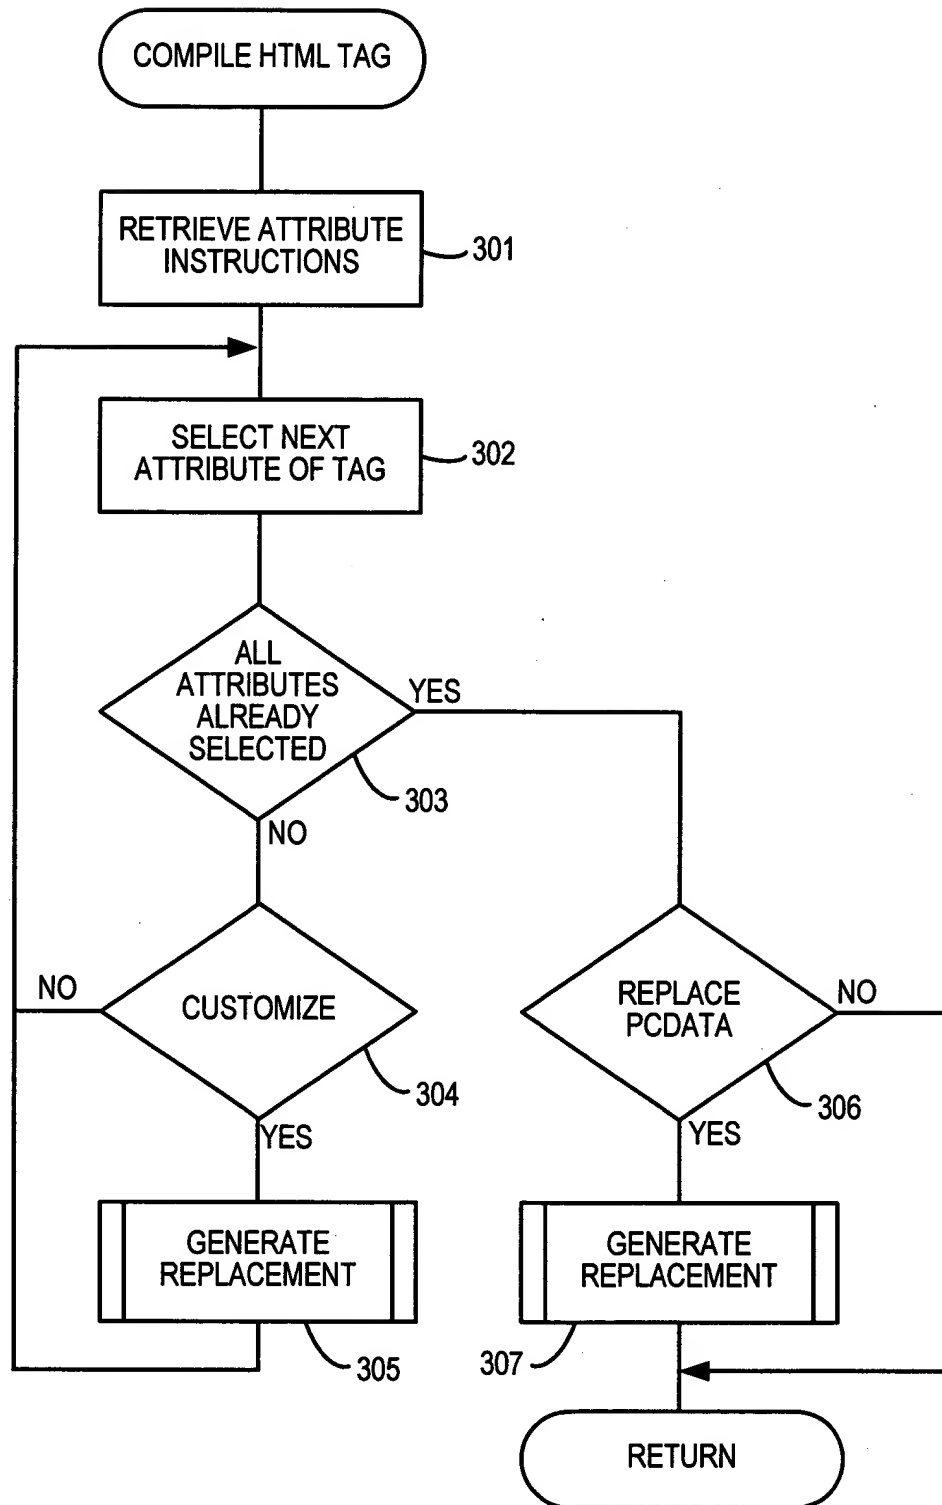 COMPILE HTML TAG
RETRIEVE ATTRIBUTE
INSTRUCTIONS
301
SELECT NEXT
ATTRIBUTE OF TAG
302
ALL
ATTRIBUTES
ALREADY
SELECTED
YES
303
NO
CUSTOMIZE
NO
304
YES
REPLACE
PCDATA
NO
306
YES
GENERATE
REPLACEMENT
305
GENERATE
REPLACEMENT
307
RETURN